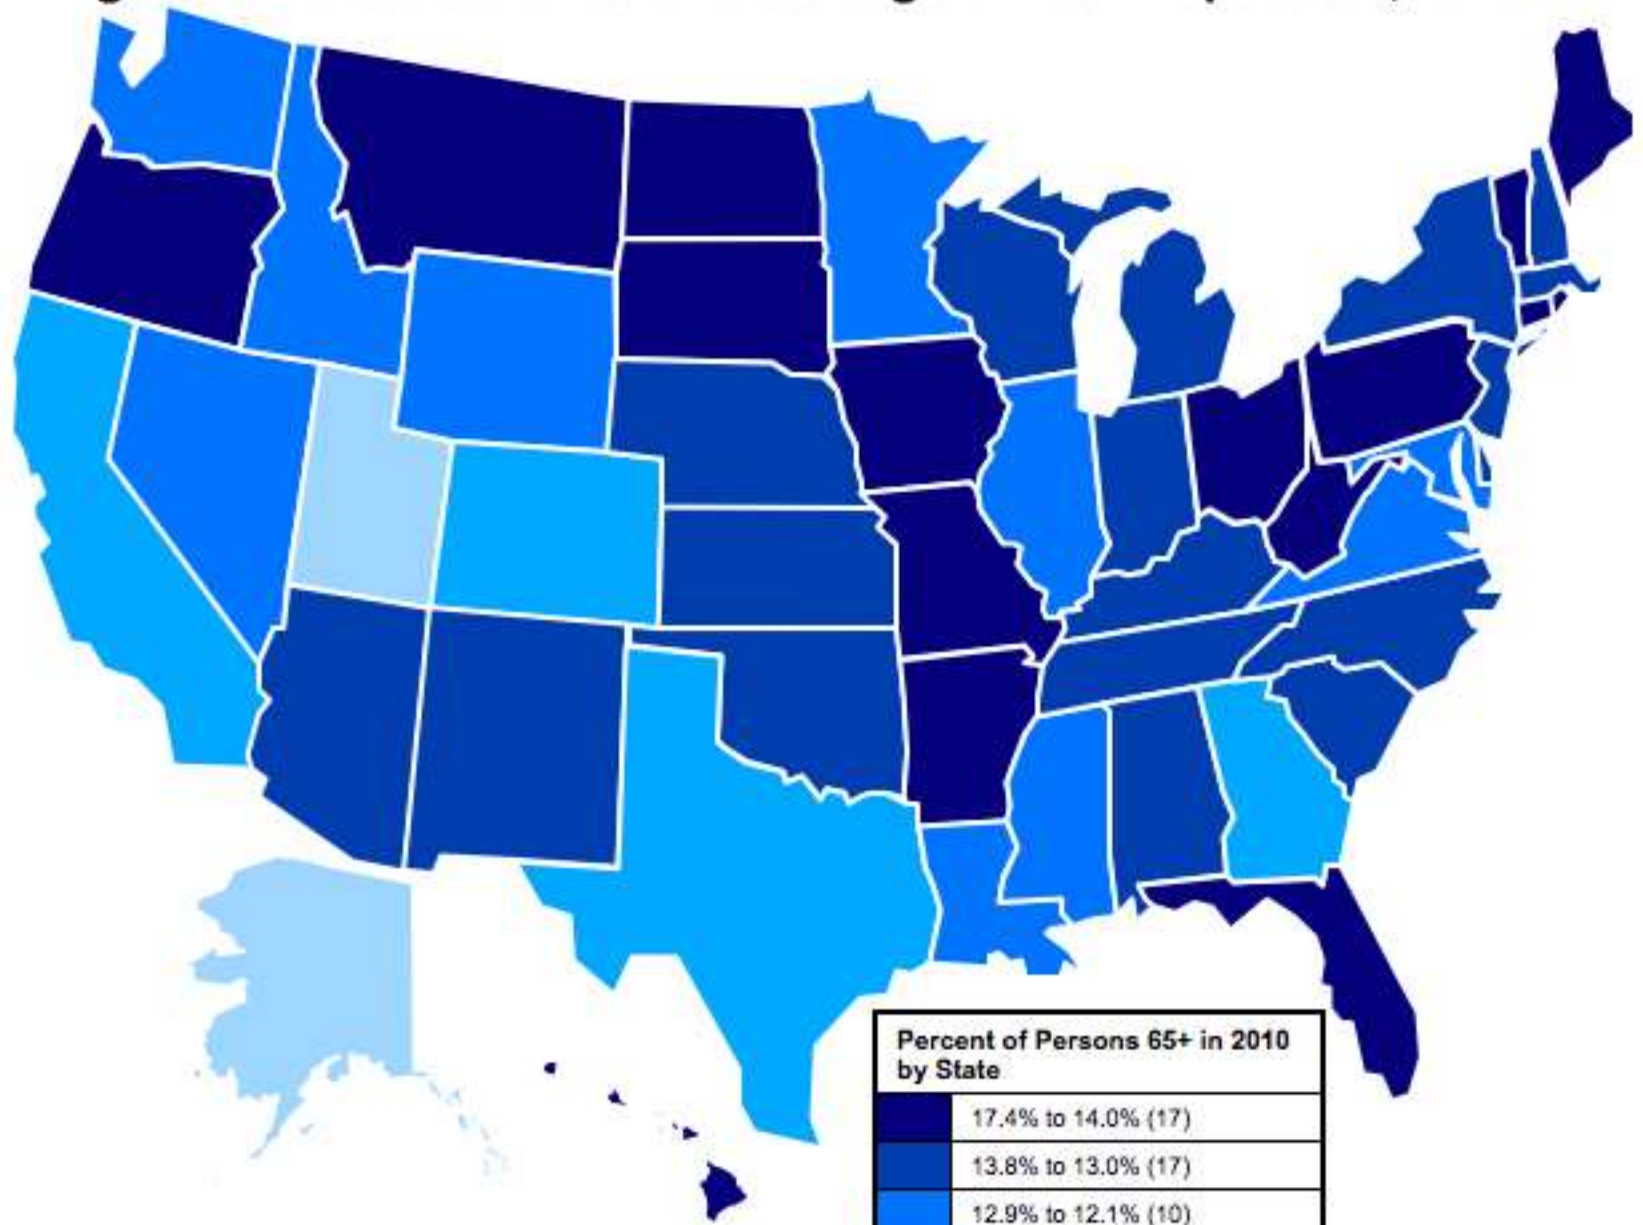 Percent of Persons 65+ in 2010
by State
17.4% to 14.0% (17)
13.8% to 13.0% (17)
12.9% to 12.1% (10)